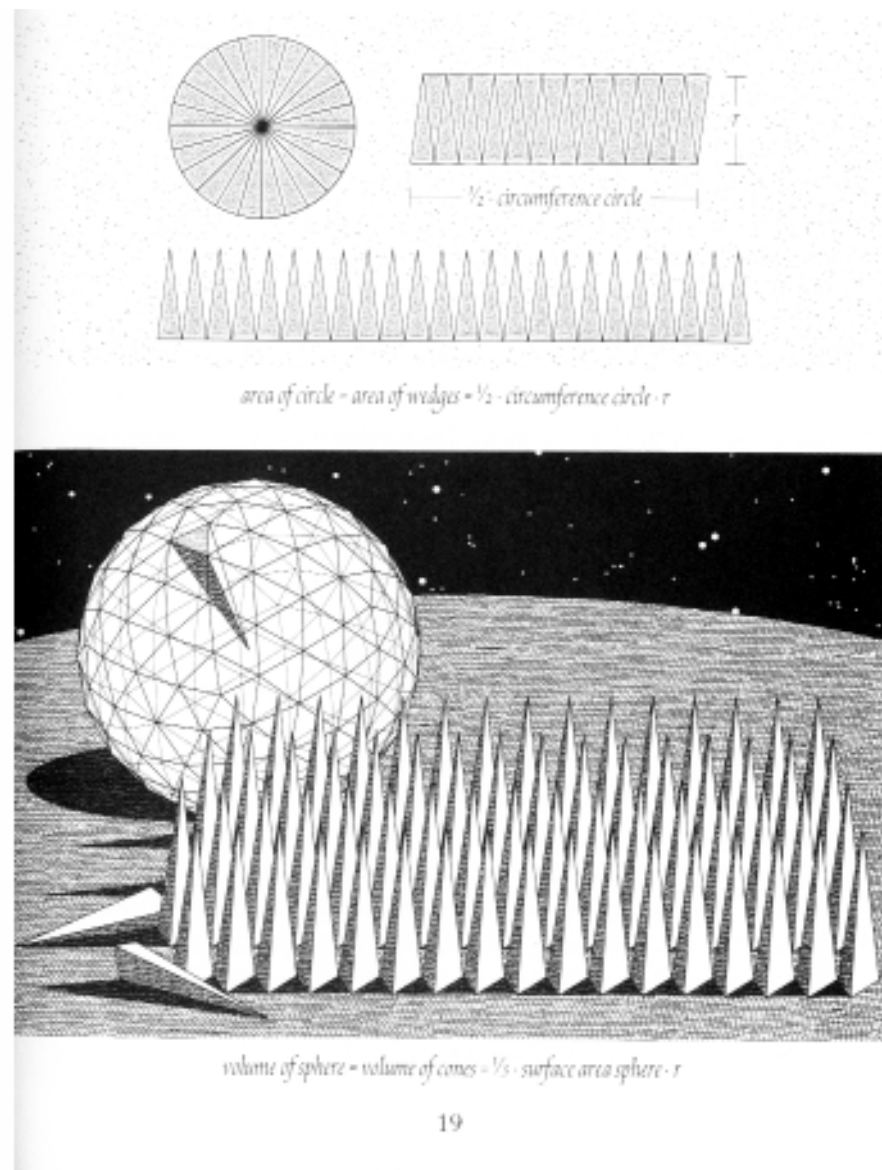 r
½ · circumference circle
area of circle = area of wedges = ½ · circumference circle · r
volume of sphere = volume of cones = ⅓ · surface area sphere · r
19